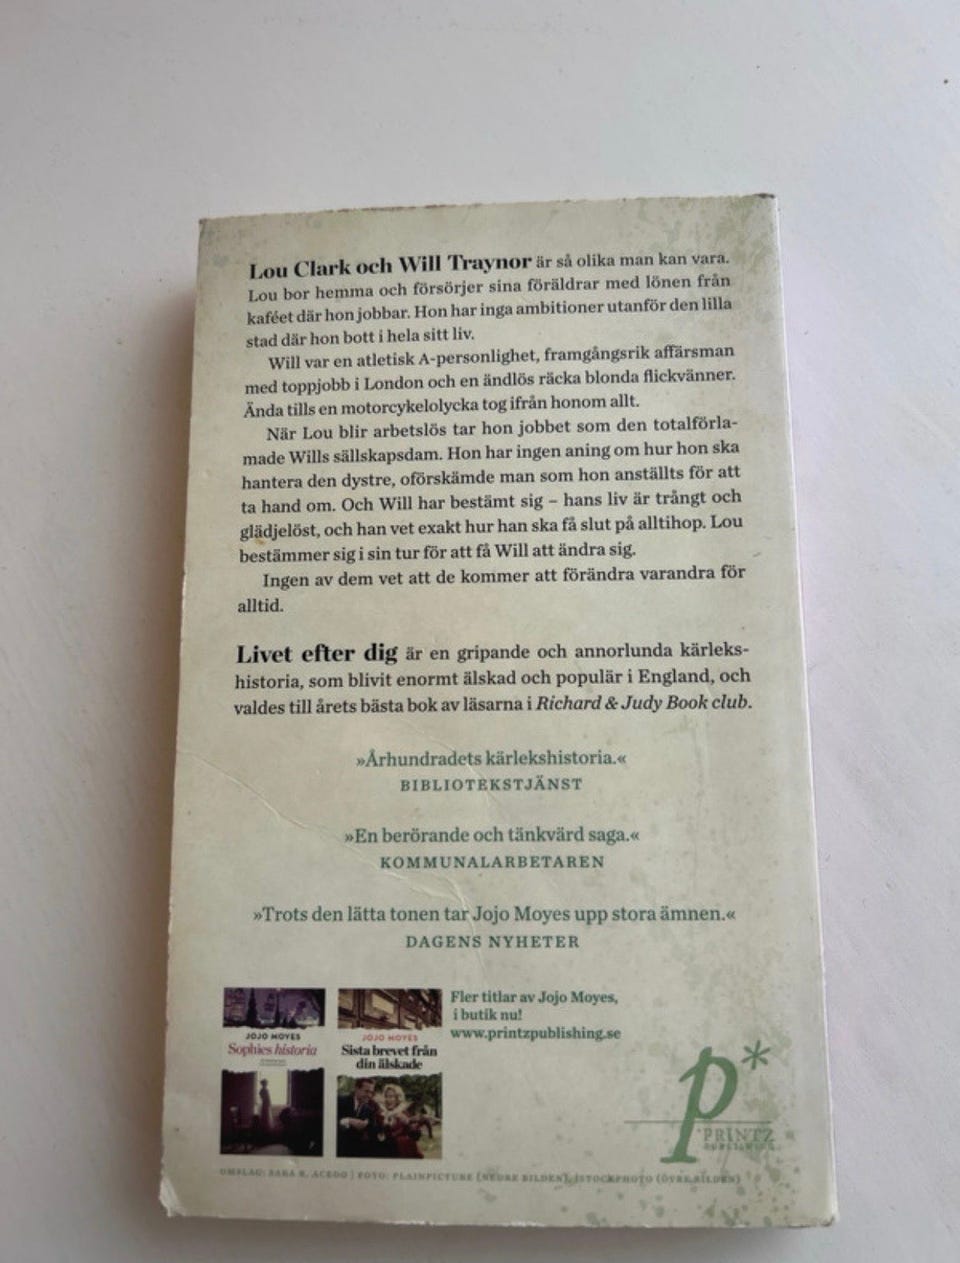 Lou Clark och Will Traynor är så olika man kan vara.
Lou bor hemma och försörjer sina föräldrar med lönen från
kaféet där hon jobbar. Hon har inga ambitioner utanför den lilla
stad där hon bott i hela sitt liv.
Will var en atletisk A-personlighet, framgångsrik affärsman
med toppjobb i London och en ändlös räcka blonda flickvänner.
Ända tills en motorcykelolycka tog ifrån honom allt.
När Lou blir arbetslös tar hon jobbet som den totalförla-
made Wills sällskapsdam. Hon har ingen aning om hur hon ska
hantera den dystre, oförskämde man som hon anställts för att
ta hand om. Och Will har bestämt sig – hans liv är trångt och
glädjelöst, och han vet exakt hur han ska få slut på alltihop. Lou
bestämmer sig i sin tur för att få Will att ändra sig.
Ingen av dem vet att de kommer att förändra varandra för
alltid.
Livet efter dig är en gripande och annorlunda kärleks-
historia, som blivit enormt älskad och populär i England, och
valdes till årets bästa bok av läsarna i Richard & Judy Book club.
»Århundradets kärlekshistoria.«
BIBLIOTEKSTJÄNST
»En berörande och tänkvärd saga.«
KOMMUNALARBETAREN
»Trots den lätta tonen tar Jojo Moyes upp stora ämnen.«
DAGENS NYHETER
JOJO MOYES
Sophies historia
JOJO MOYES
Sista brevet från
din älskade
Fler titlar av Jojo Moyes,
i butik nu!
www.printzpublishing.se
p*
PRINTZ
PUBLISHING
OMSLAG: SARA R. ACEDO | FOTO: PLAINPICTURE (NEDRE BILDEN), ISTOCKPHOTO (ÖVRE BILDEN)